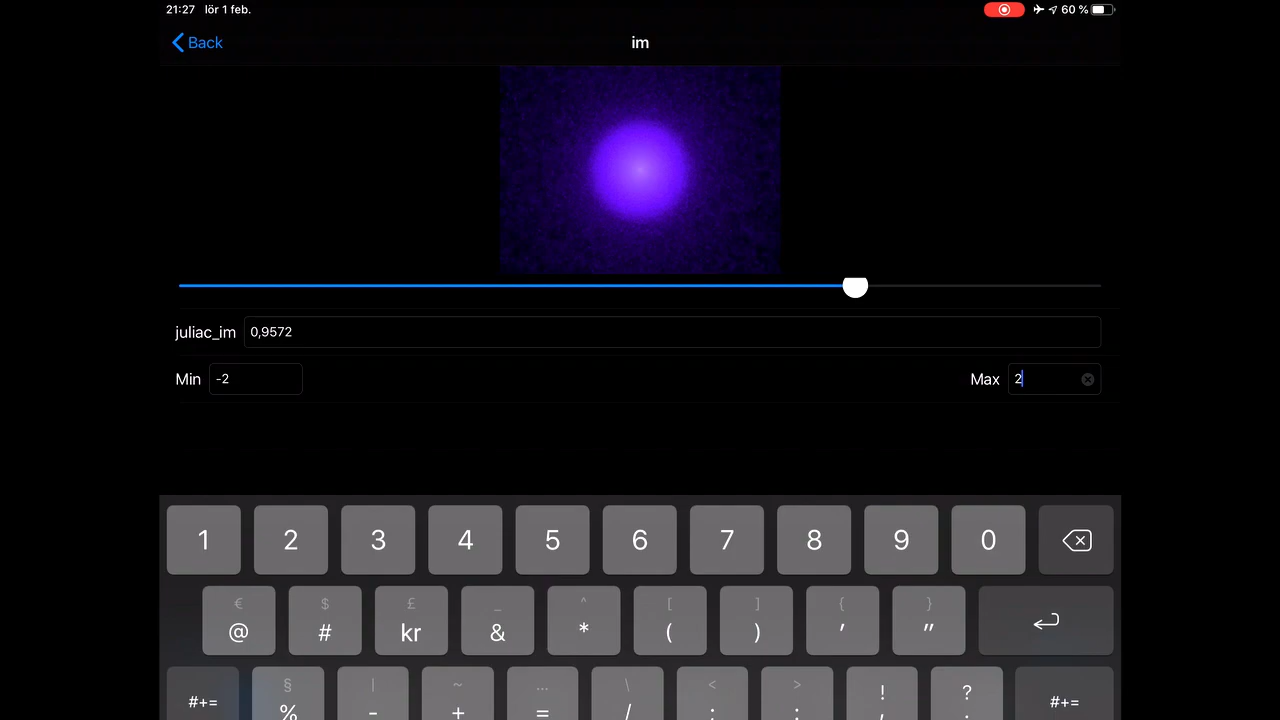 21:27 lör 1 feb. 60 %
Back
im
juliac_im 0,9572
Min -2 Max 2
1 2 3 4 5 6 7 8 9 0
€ $ £ _ ^ [ ] { }
@ # kr & * ( ) ' "
§ | ~ … \ < > ! ?
#+= % - + = / : ; , . #+=